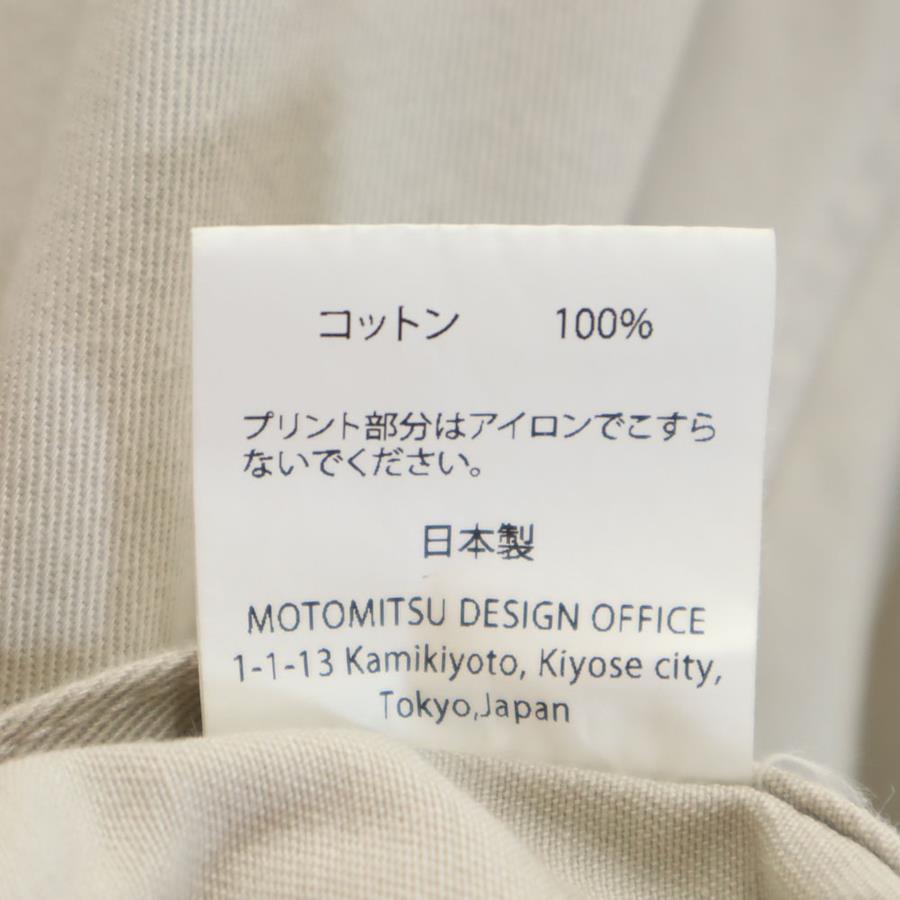 コットン 100%
プリント部分はアイロンでこすら
ないでください。
日本製
MOTOMITSU DESIGN OFFICE
1-1-13 Kamikiyoto, Kiyose city,
Tokyo,Japan